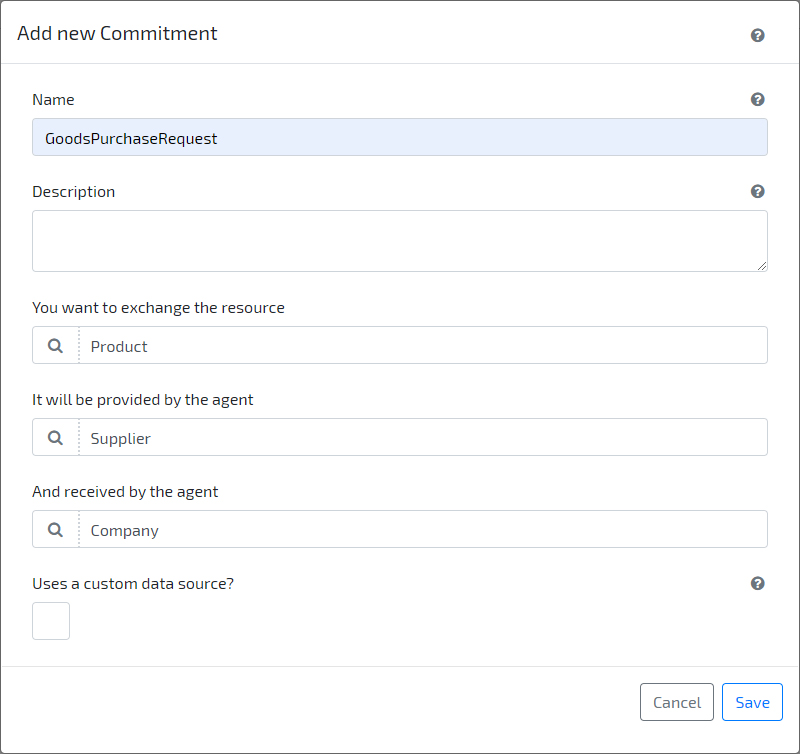 Add new Commitment
Name
GoodsPurchaseRequest
Description
You want to exchange the resource
Product
It will be provided by the agent
Supplier
And received by the agent
Company
Uses a custom data source?
Cancel Save